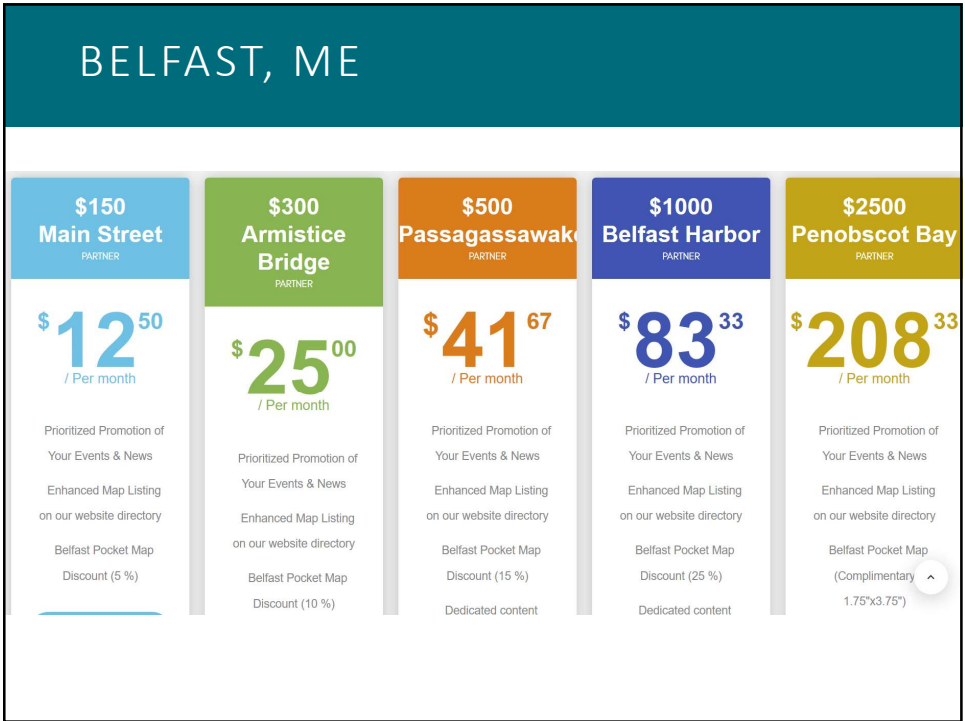 BELFAST, ME
$150
Main Street
PARTNER
$12 50
/ Per month
Prioritized Promotion of
Your Events & News
Enhanced Map Listing
on our website directory
Belfast Pocket Map
Discount (5 %)
$300
Armistice
Bridge
PARTNER
$25 00
/ Per month
Prioritized Promotion of
Your Events & News
Enhanced Map Listing
on our website directory
Belfast Pocket Map
Discount (10 %)
$500
Passagassawak
PARTNER
$41 67
/ Per month
Prioritized Promotion of
Your Events & News
Enhanced Map Listing
on our website directory
Belfast Pocket Map
Discount (15 %)
Dedicated content
$1000
Belfast Harbor
PARTNER
$83 33
/ Per month
Prioritized Promotion of
Your Events & News
Enhanced Map Listing
on our website directory
Belfast Pocket Map
Discount (25 %)
Dedicated content
$2500
Penobscot Bay
PARTNER
$208 33
/ Per month
Prioritized Promotion of
Your Events & News
Enhanced Map Listing
on our website directory
Belfast Pocket Map
(Complimentary
1.75"x3.75")